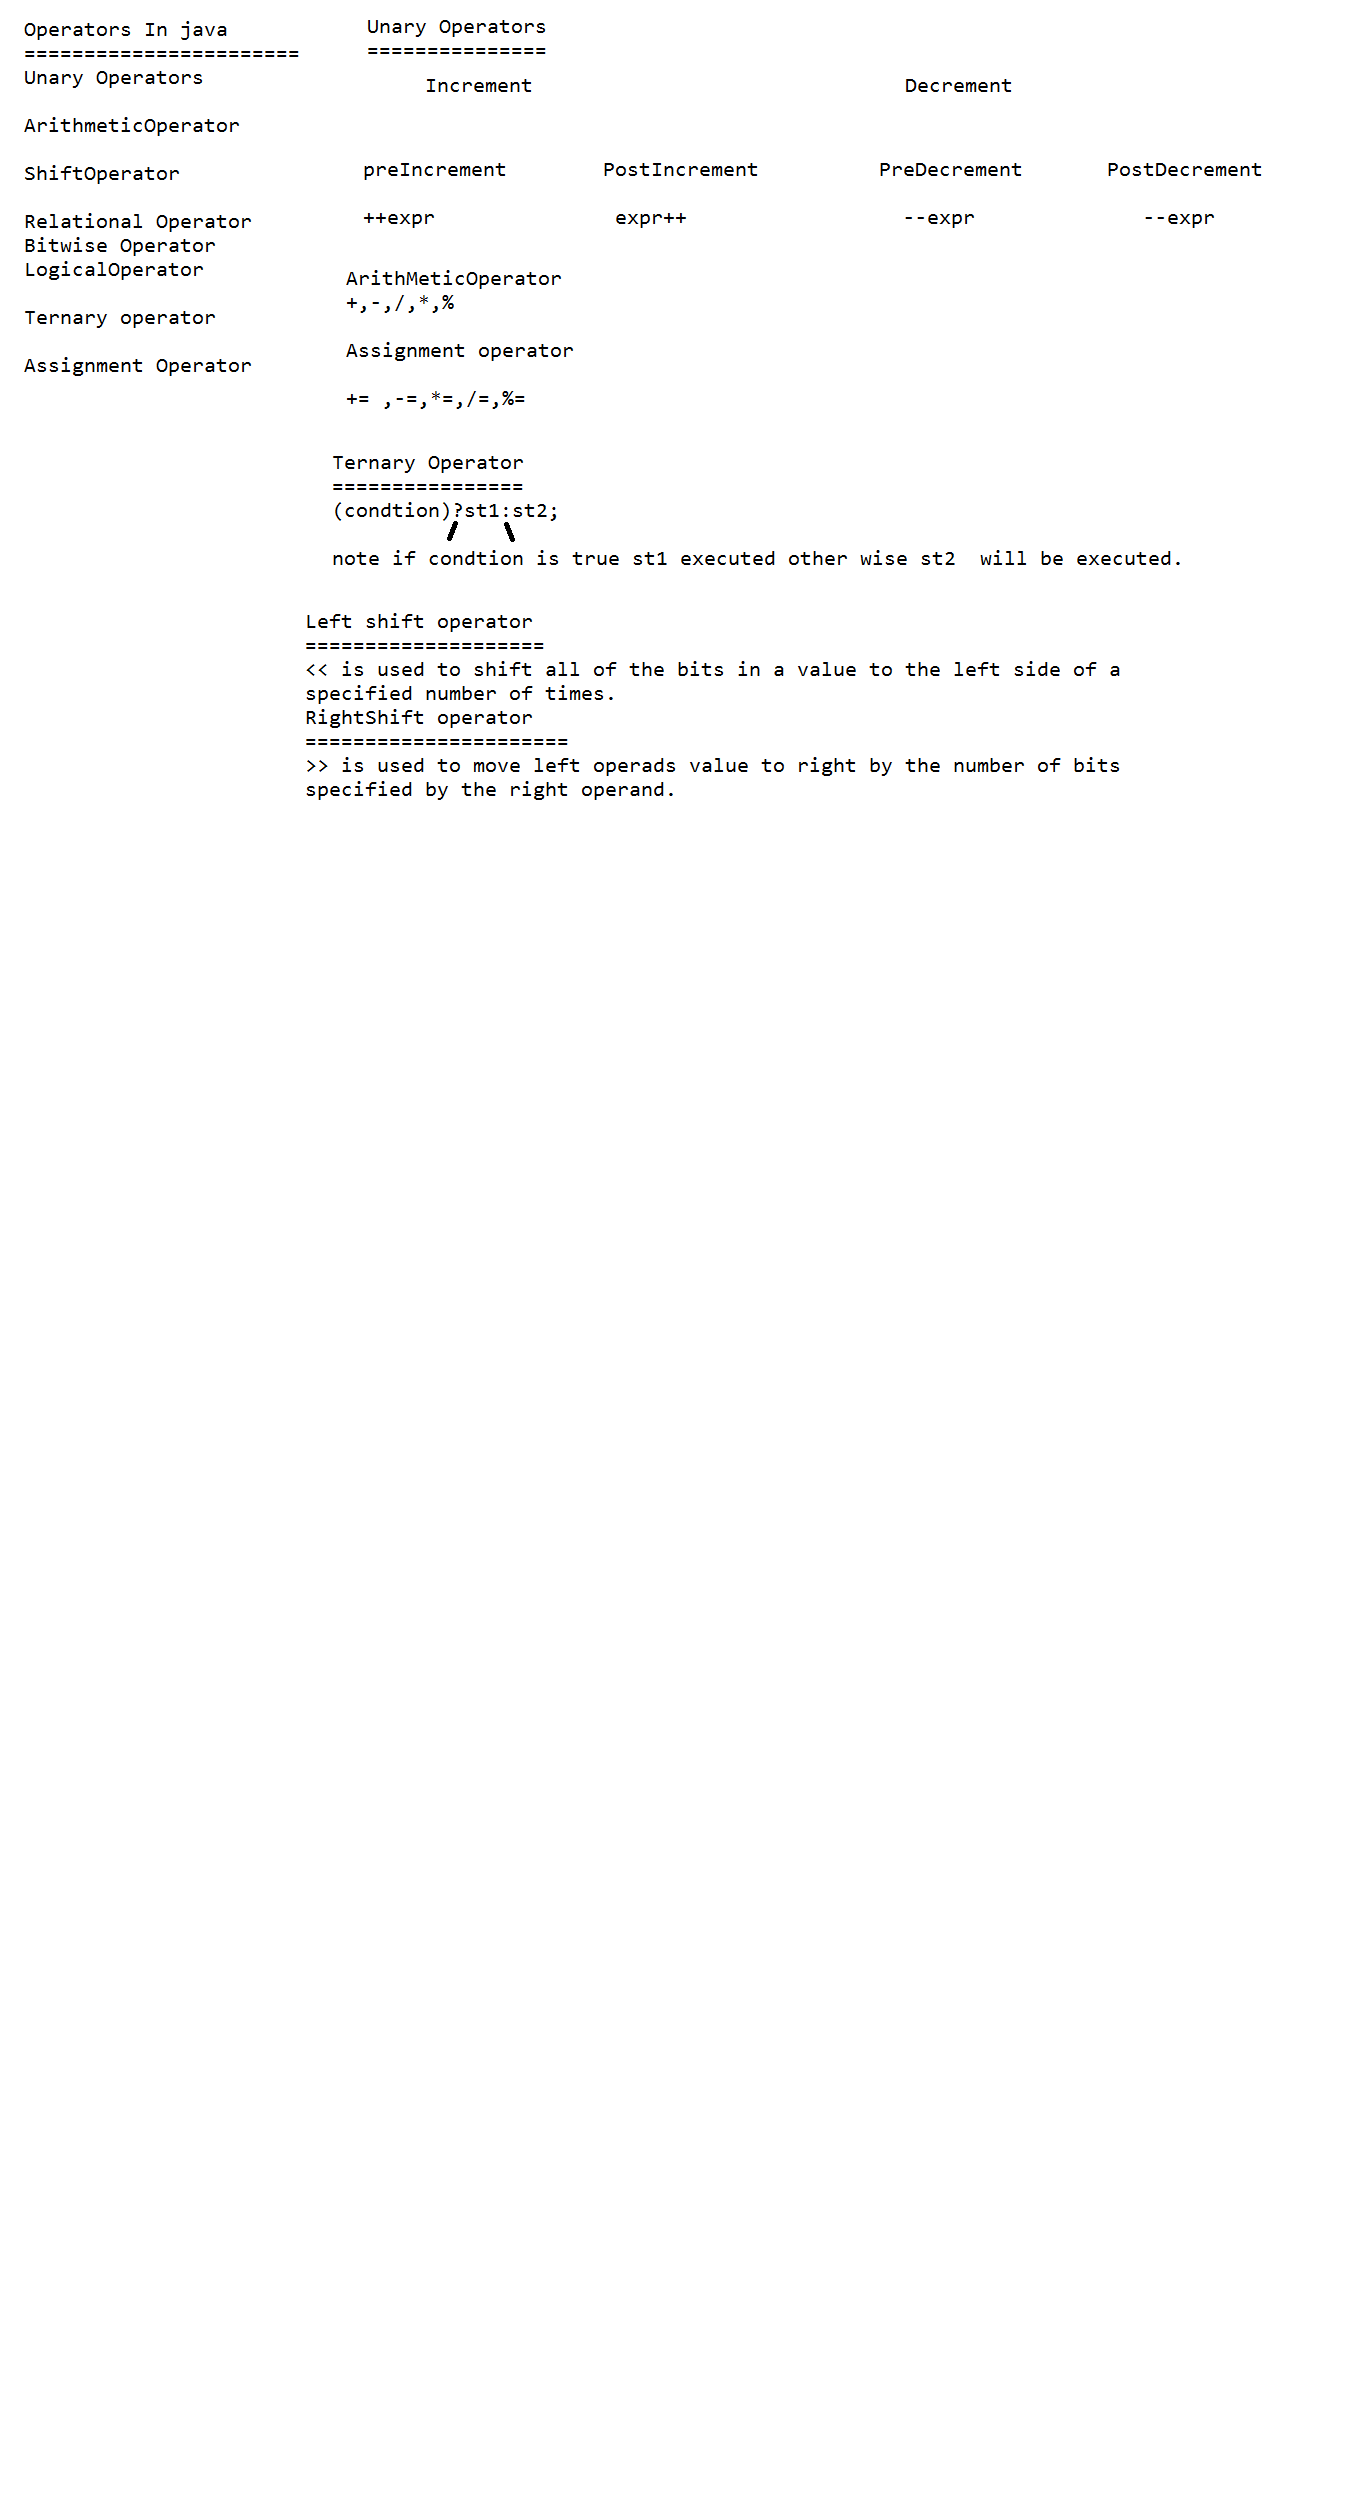 Operators In java
=======================
Unary Operators
ArithmeticOperator
ShiftOperator
Relational Operator
Bitwise Operator
LogicalOperator
Ternary operator
Assignment Operator
Unary Operators
===============
Increment Decrement
preIncrement PostIncrement PreDecrement PostDecrement
++expr expr++ --expr --expr
ArithMeticOperator
+,-,/,*,%
Assignment operator
+= ,-=,*=,/=,%=
Ternary Operator
================
(condtion)?st1:st2;
note if condtion is true st1 executed other wise st2  will be executed.
Left shift operator
====================
<< is used to shift all of the bits in a value to the left side of a
specified number of times.
RightShift operator
======================
>> is used to move left operads value to right by the number of bits
specified by the right operand.